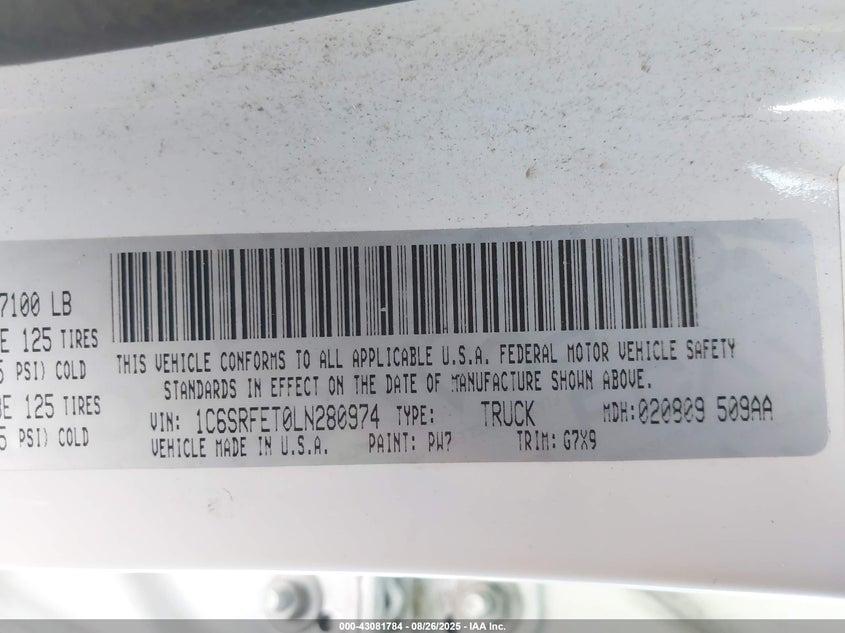 7100 LB
E 125 TIRES
5 PSI) COLD
BE 125 TIRES
5 PSI) COLD
THIS VEHICLE CONFORMS TO ALL APPLICABLE U.S.A. FEDERAL MOTOR VEHICLE SAFETY
STANDARDS IN EFFECT ON THE DATE OF MANUFACTURE SHOWN ABOVE.
VIN: 1C6SRFET0LN280974 TYPE: TRUCK MDH:020809 509AA
VEHICLE MADE IN U.S.A. PAINT: PW7 TRIM: G7X9
000-43081784 - 08/26/2025 - IAA Inc.